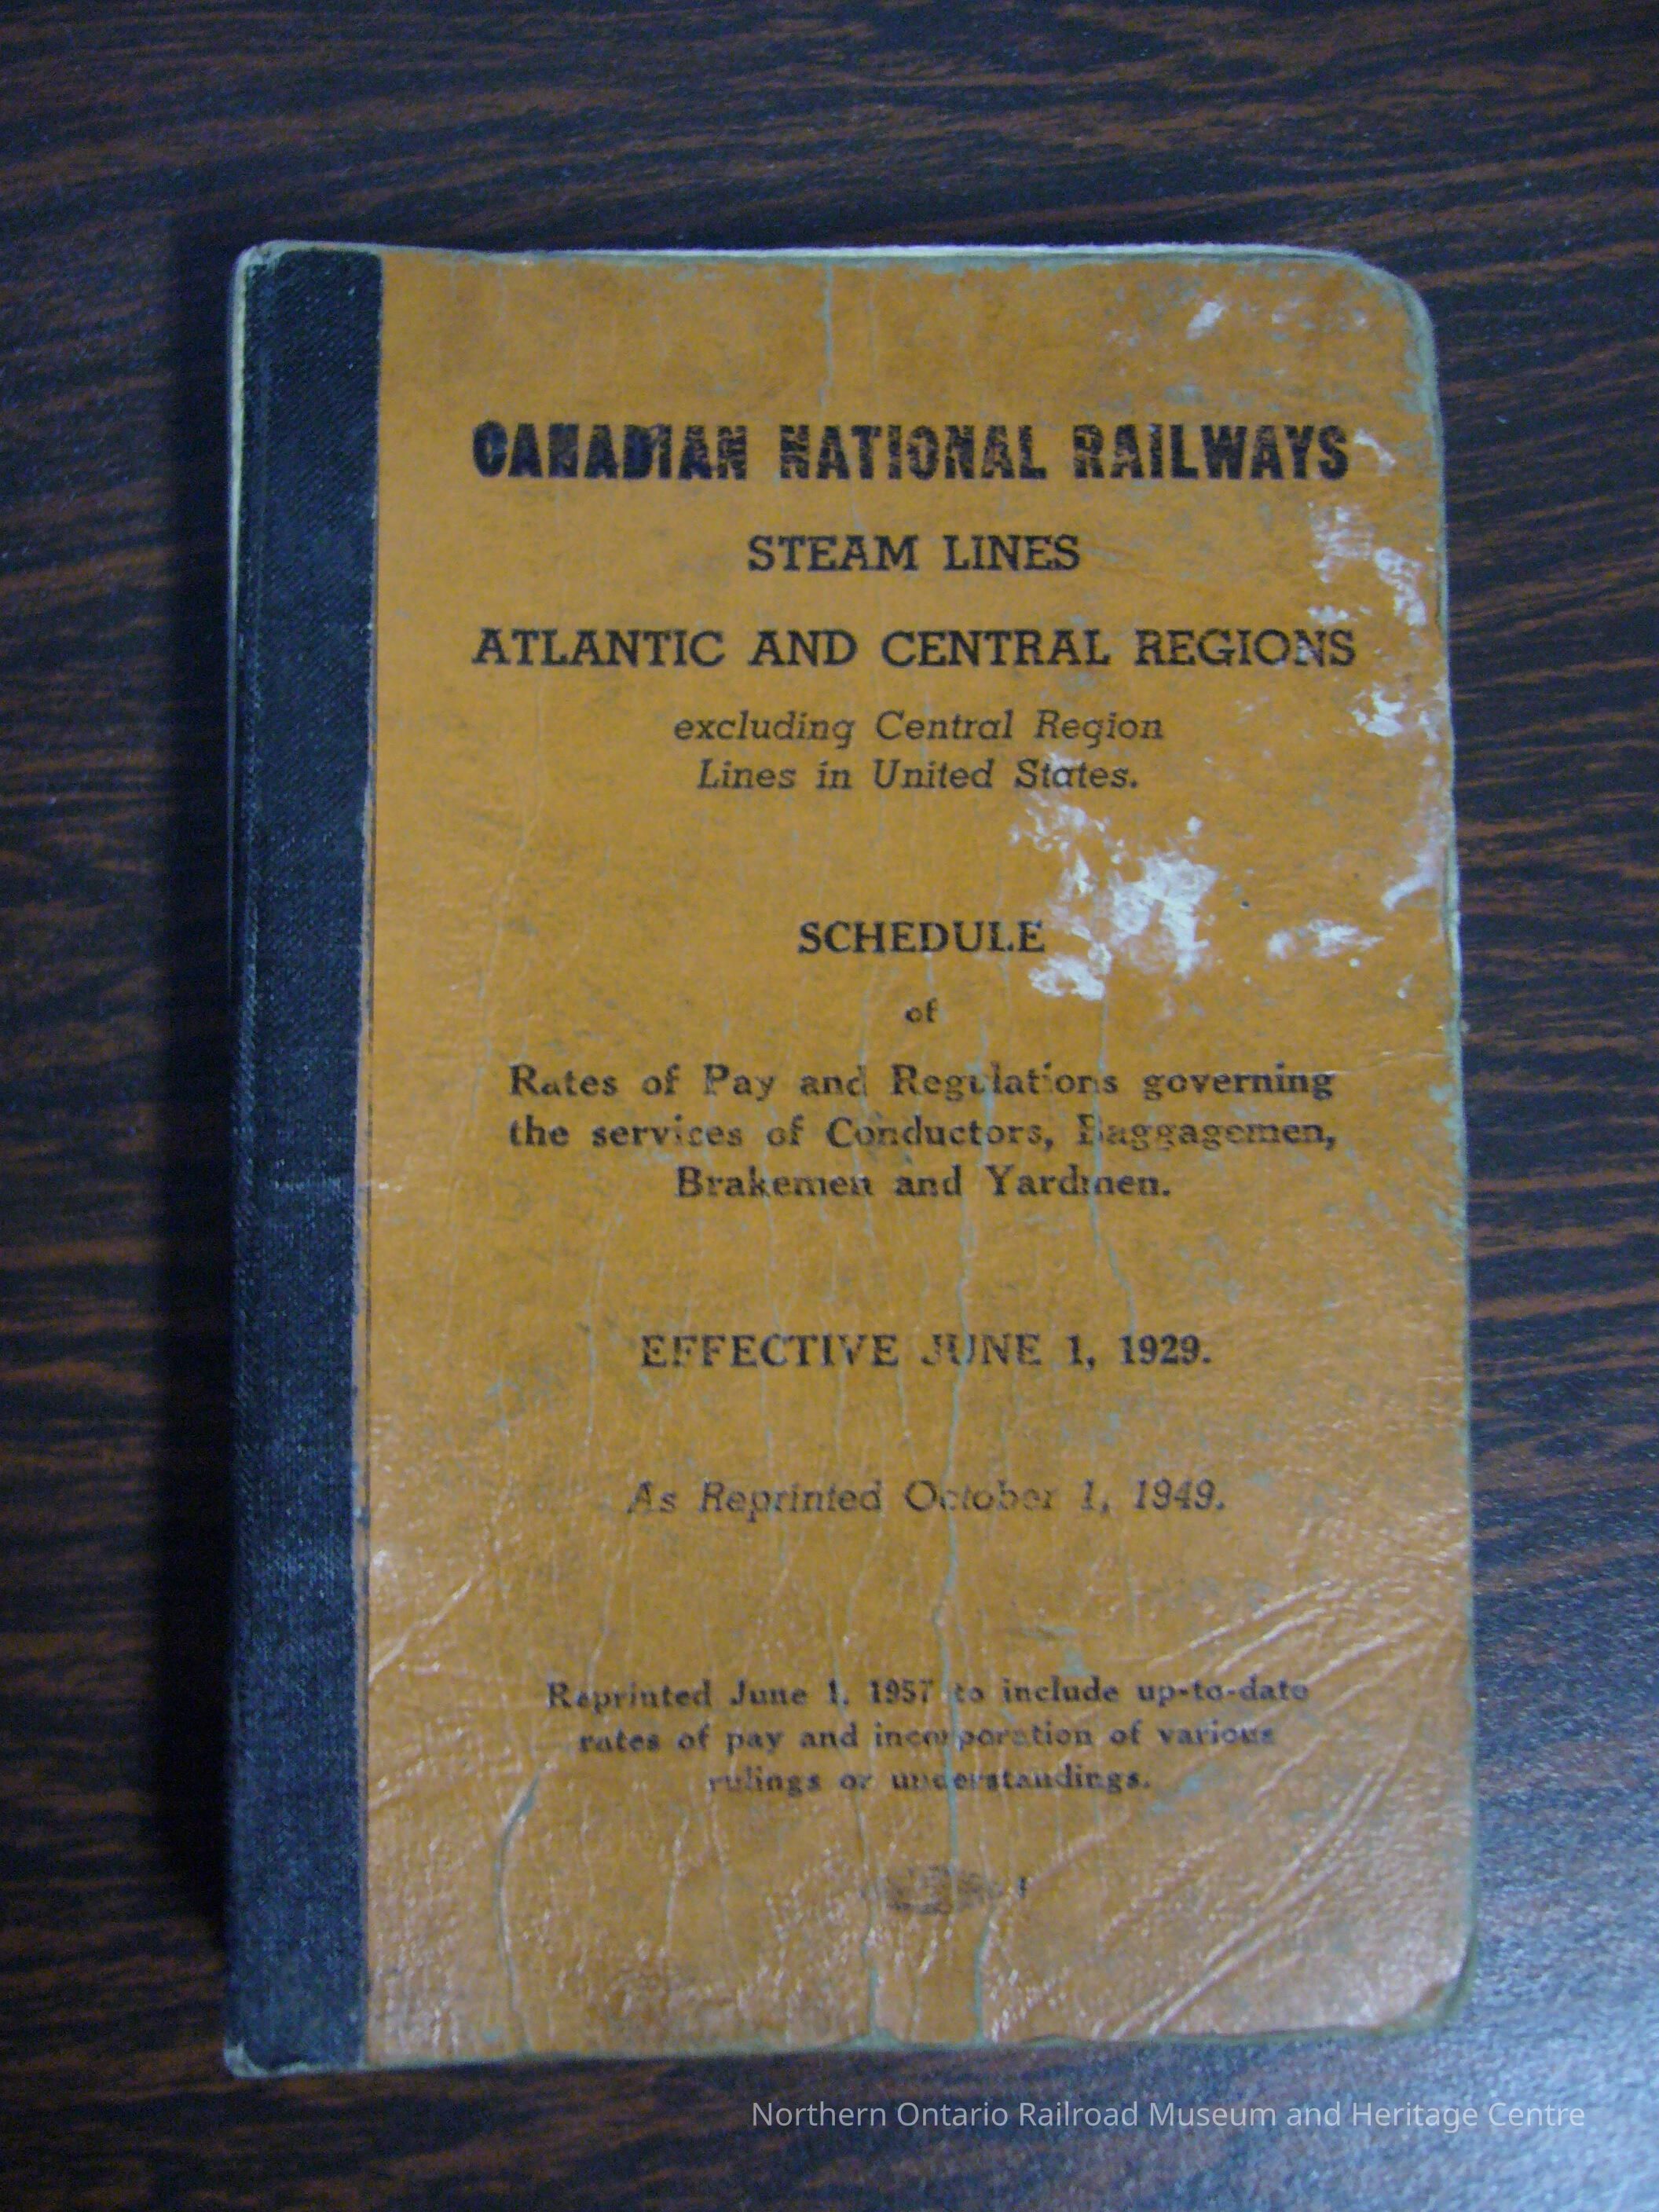 CANADIAN NATIONAL RAILWAYS
STEAM LINES
ATLANTIC AND CENTRAL REGIONS
excluding Central Region
Lines in United States.
SCHEDULE
of
Rates of Pay and Regulations governing
the services of Conductors, Baggagemen,
Brakemen and Yardmen.
EFFECTIVE JUNE 1, 1929.
As Reprinted October 1, 1949.
Reprinted June 1, 1957 to include up-to-date
rates of pay and incorporation of various
rulings or understandings.
Northern Ontario Railroad Museum and Heritage Centre